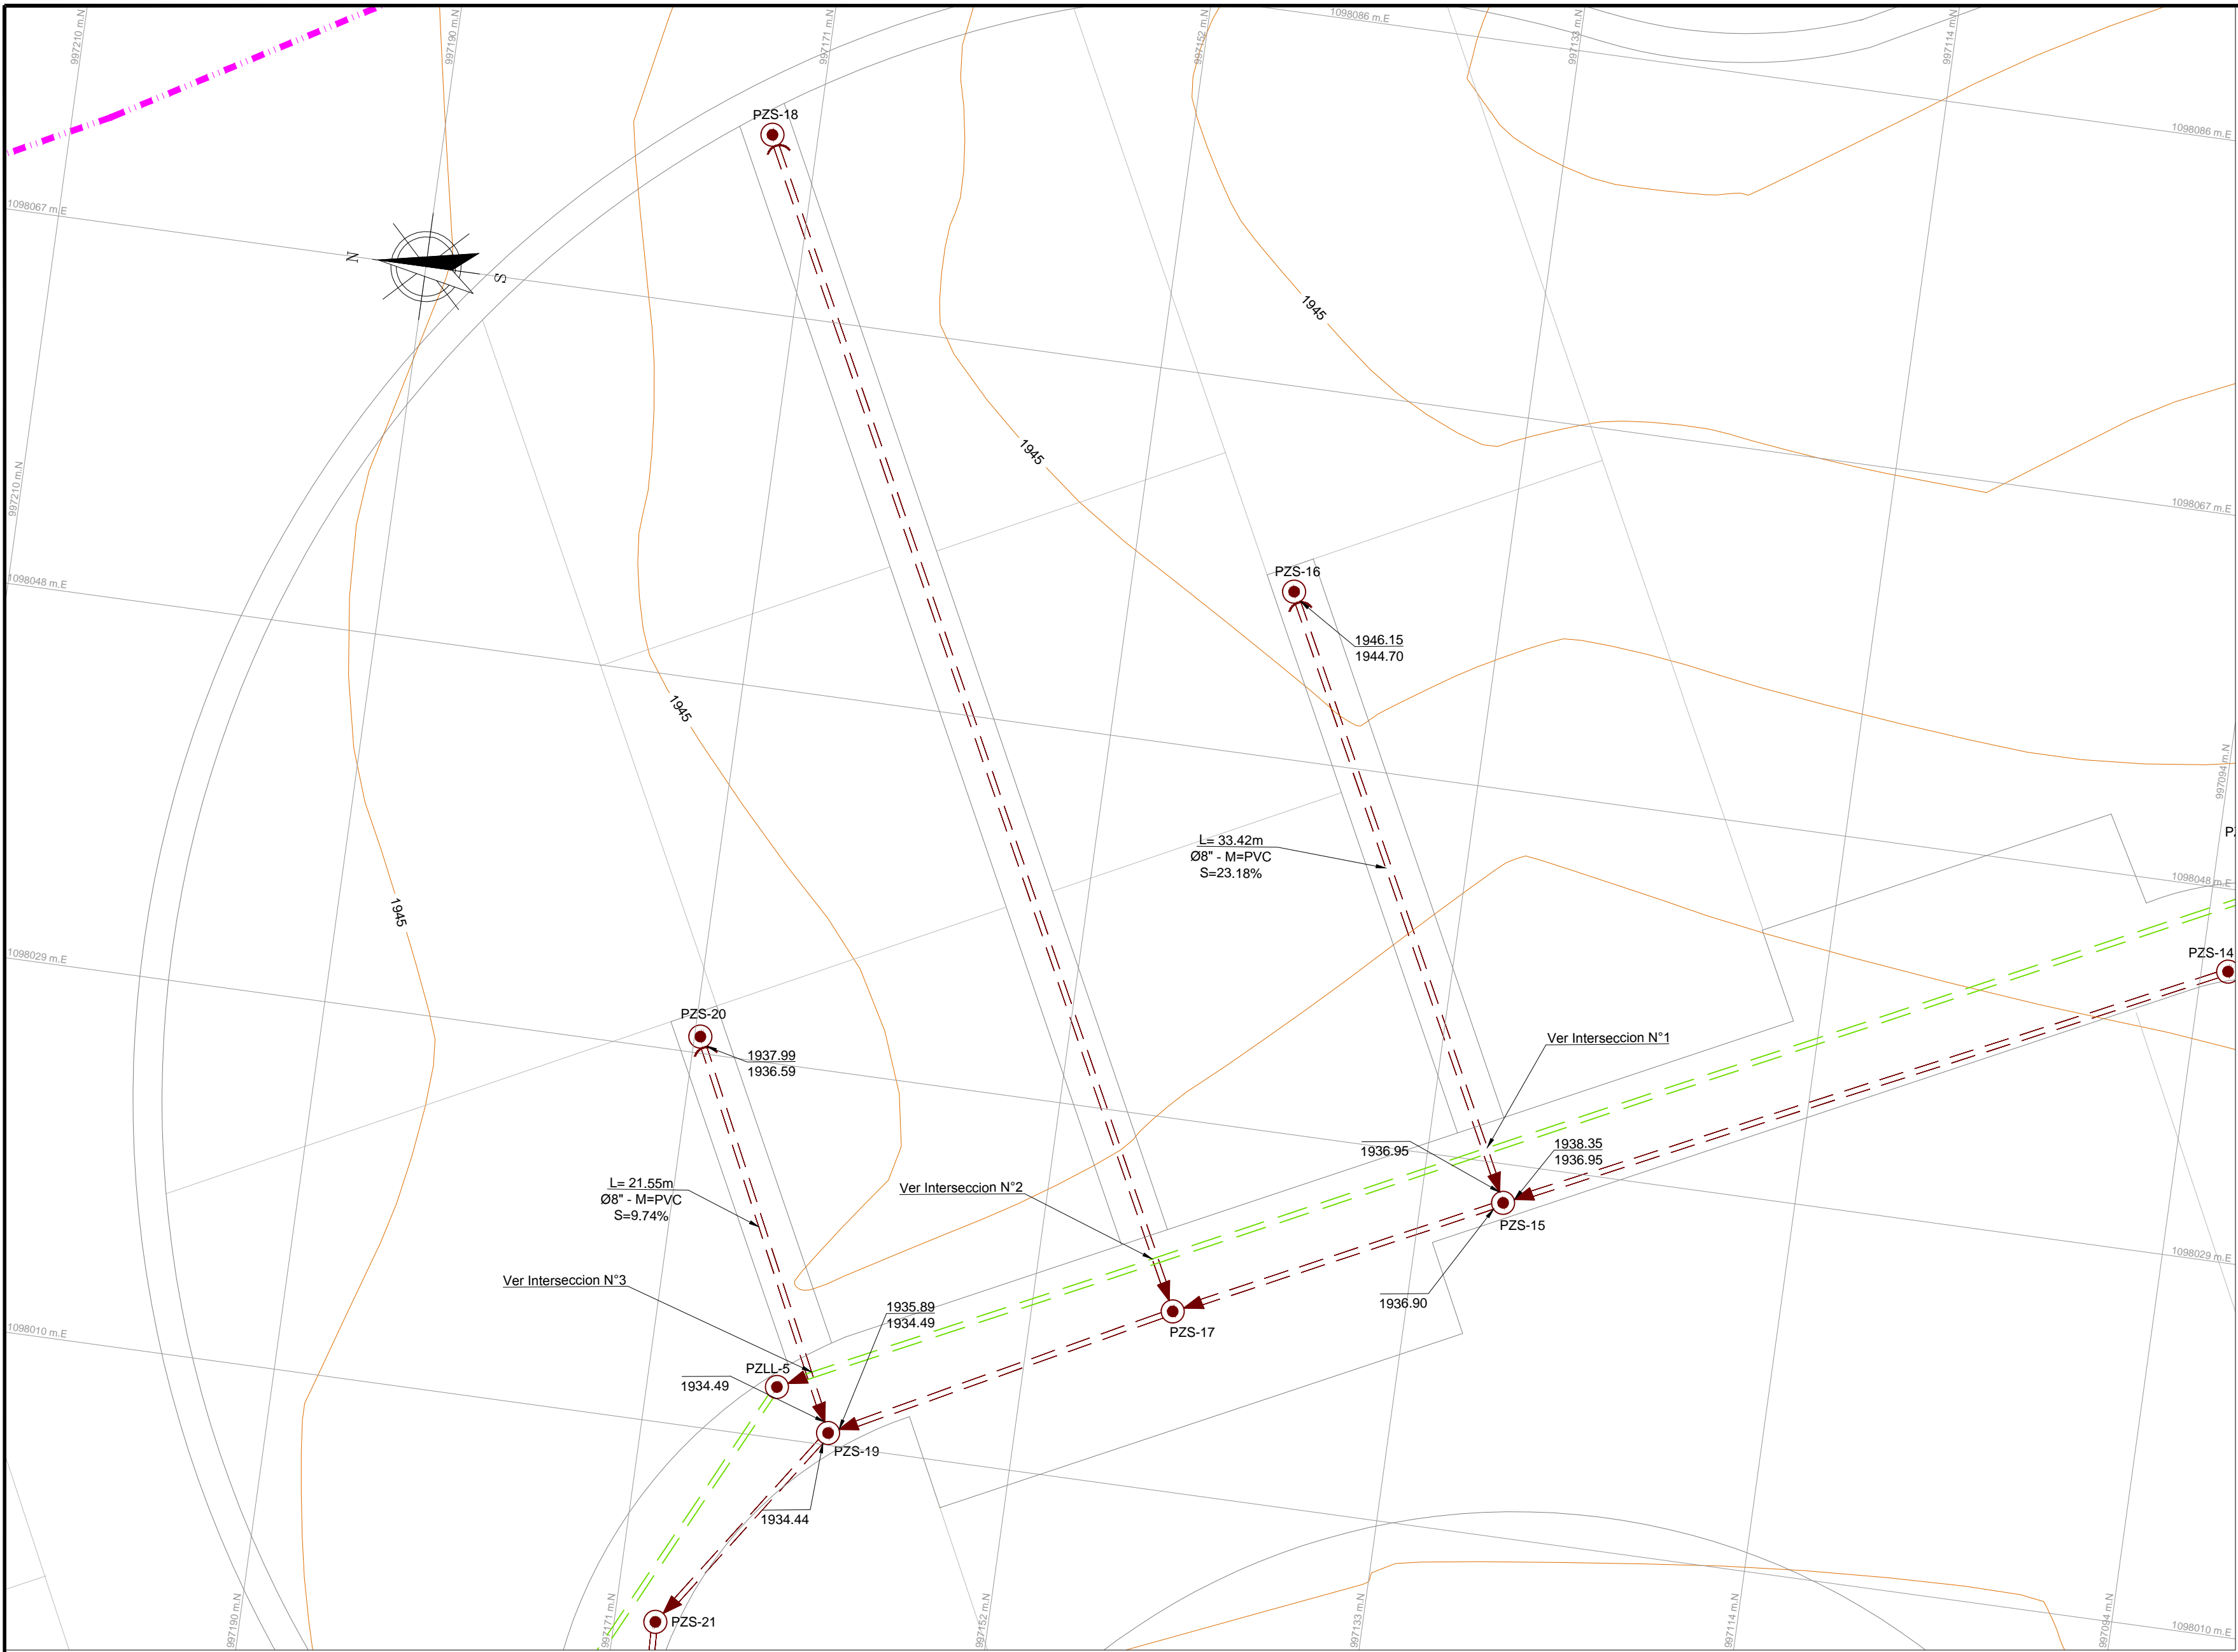 997210 m.N
997190 m.N
997171 m.N
997152 m.N
1098086 m.E
997133 m.N
997114 m.N
PZS-18
1098086 m.E
1098067 m.E
N
S
1945
1945
997210 m.N
1098067 m.E
1098048 m.E
PZS-16
1946.15
1944.70
1945
997094 m.N
P
L= 33.42m
Ø8" - M=PVC
S=23.18%
1098048 m.E
1945
1098029 m.E
PZS-14
PZS-20
1937.99
1936.59
Ver Interseccion N°1
1936.95
1938.35
1936.95
L= 21.55m
Ø8" - M=PVC
S=9.74%
Ver Interseccion N°2
PZS-15
1098029 m.E
Ver Interseccion N°3
1935.89
1934.49
1936.90
1098010 m.E
PZS-17
PZLL-5
1934.49
PZS-19
1934.44
PZS-21
997190 m.N
997171 m.N
997152 m.N
997133 m.N
997114 m.N
997094 m.N
1098010 m.E